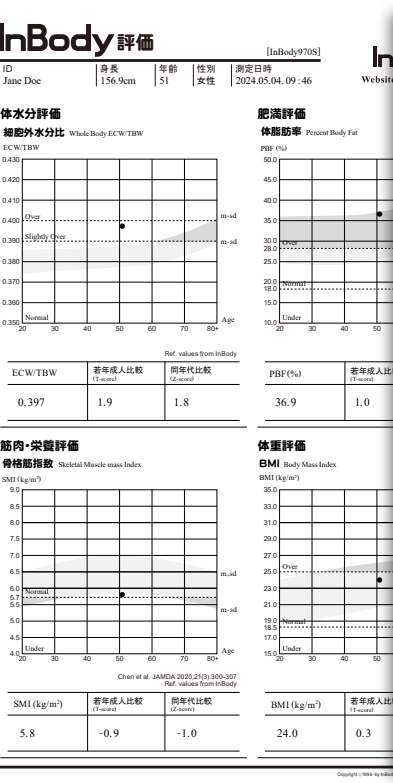 InBody 評価
[InBody970S]
ID 身長 年齢 性別 測定日時
Jane Doe 156.9cm 51 女性 2024.05.04. 09:46
In
Website
体水分評価
細胞外水分比 Whole Body ECW/TBW
ECW/TBW
0.430
0.420
0.410
0.400 Over m+sd
0.390 Slightly Over m-sd
0.380
0.370
0.360
0.350 Normal Age
20 30 40 50 60 70 80+
Ref. values from InBody
ECW/TBW 若年成人比較 (T-score) 同年代比較 (Z-score)
0.397 1.9 1.8
肥満評価
体脂肪率 Percent Body Fat
PBF (%)
50.0
45.0
40.0
35.0
30.0
28.0 Over
25.0
20.0
18.0 Normal
15.0
10.0 Under
20 30 40 50
PBF(%) 若年成人比 (T-score)
36.9 1.0
筋肉・栄養評価
骨格筋指数 Skeletal Muscle mass Index
SMI (kg/m²)
9.0
8.5
8.0
7.5
7.0
6.5 m+sd
6.0
5.7 Normal
5.5 m-sd
5.0
4.5
4.0 Under Age
20 30 40 50 60 70 80+
Chen et al. JAMDA 2020;21(3):300-307
Ref. values from InBody
SMI (kg/m²) 若年成人比較 (T-score) 同年代比較 (Z-score)
5.8 -0.9 -1.0
体重評価
BMI Body Mass Index
BMI (kg/m²)
35.0
33.0
31.0
29.0
27.0
25.0 Over
23.0
21.0
19.0 Normal
18.5
17.0
15.0 Under
20 30 40 50
BMI (kg/m²) 若年成人比 (T-score)
24.0 0.3
Copyright ©1996-by InBod